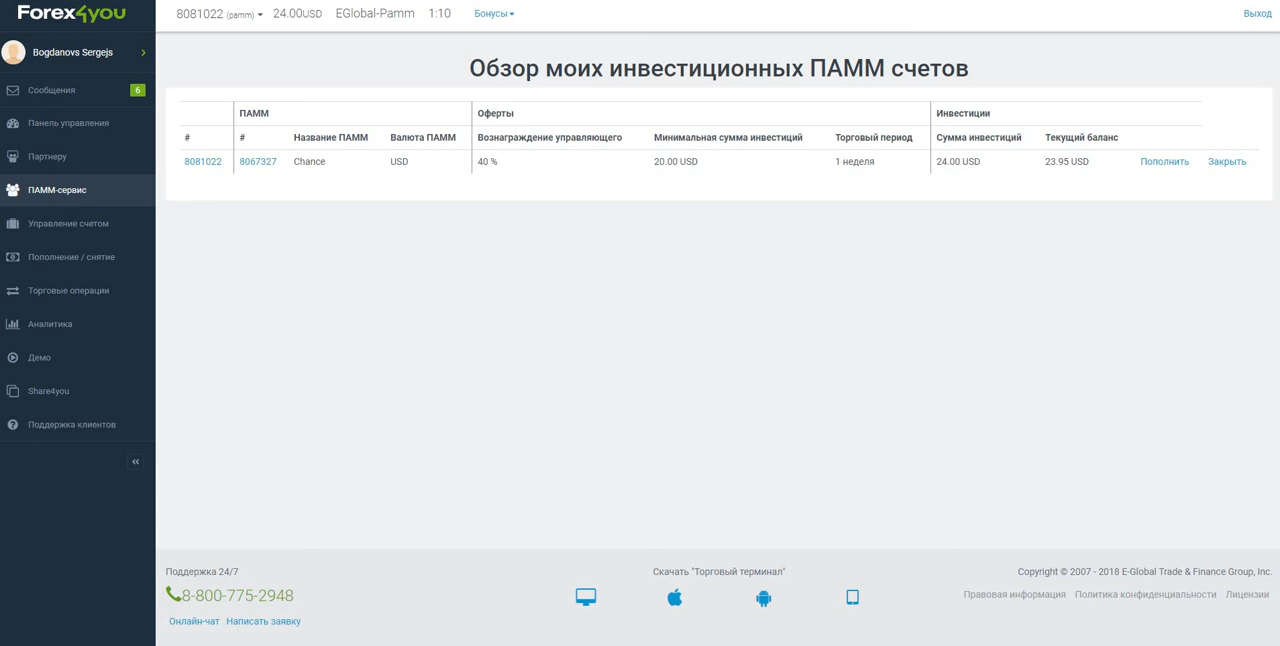 Forex4you
8081022 (pamm) 24.00USD EGlobal-Pamm 1:10 Бонусы Выход
Bogdanovs Sergejs
Сообщения 6
Панель управления
Партнеру
ПАММ-сервис
Управление счетом
Пополнение / снятие
Торговые операции
Аналитика
Демо
Share4you
Поддержка клиентов
Обзор моих инвестиционных ПАММ счетов
ПАММ Оферты Инвестиции
# # Название ПАММ Валюта ПАММ Вознаграждение управляющего Минимальная сумма инвестиций Торговый период Сумма инвестиций Текущий баланс
8081022 8067327 Chance USD 40 % 20.00 USD 1 неделя 24.00 USD 23.95 USD Пополнить Закрыть
Поддержка 24/7 Скачать "Торговый терминал" Copyright © 2007 - 2018 E-Global Trade & Finance Group, Inc.
8-800-775-2948 Правовая информация Политика конфиденциальности Лицензии
Онлайн-чат Написать заявку